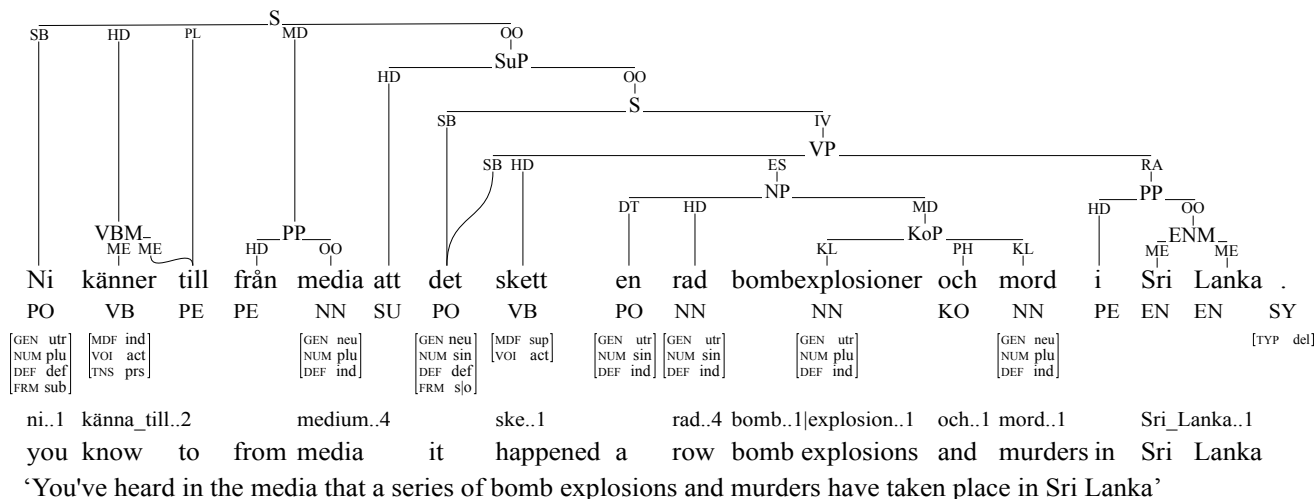 S
SB HD PL MD OO
SuP
HD OO
S
SB IV
VP
SB HD ES RA
NP PP
DT HD MD HD OO
VBM PP KoP ENM
ME ME HD OO KL PH KL ME ME
Ni känner till från media att det skett en rad bombexplosioner och mord i Sri Lanka .
PO VB PE PE NN SU PO VB PO NN NN KO NN PE EN EN SY
[GEN utr [MDF ind [GEN neu [GEN neu [MDF sup [GEN utr [GEN utr [GEN utr [GEN neu [TYP del]
NUM plu VOI act NUM plu NUM sin VOI act] NUM sin NUM sin NUM plu NUM plu
DEF def TNS prs] DEF ind] DEF def DEF ind] DEF ind] DEF ind] DEF ind]
FRM sub] FRM s|o]
ni..1 känna_till..2 medium..4 ske..1 rad..4 bomb..1|explosion..1 och..1 mord..1 Sri_Lanka..1
you know to from media it happened a row bomb explosions and murders in Sri Lanka
‘You've heard in the media that a series of bomb explosions and murders have taken place in Sri Lanka’